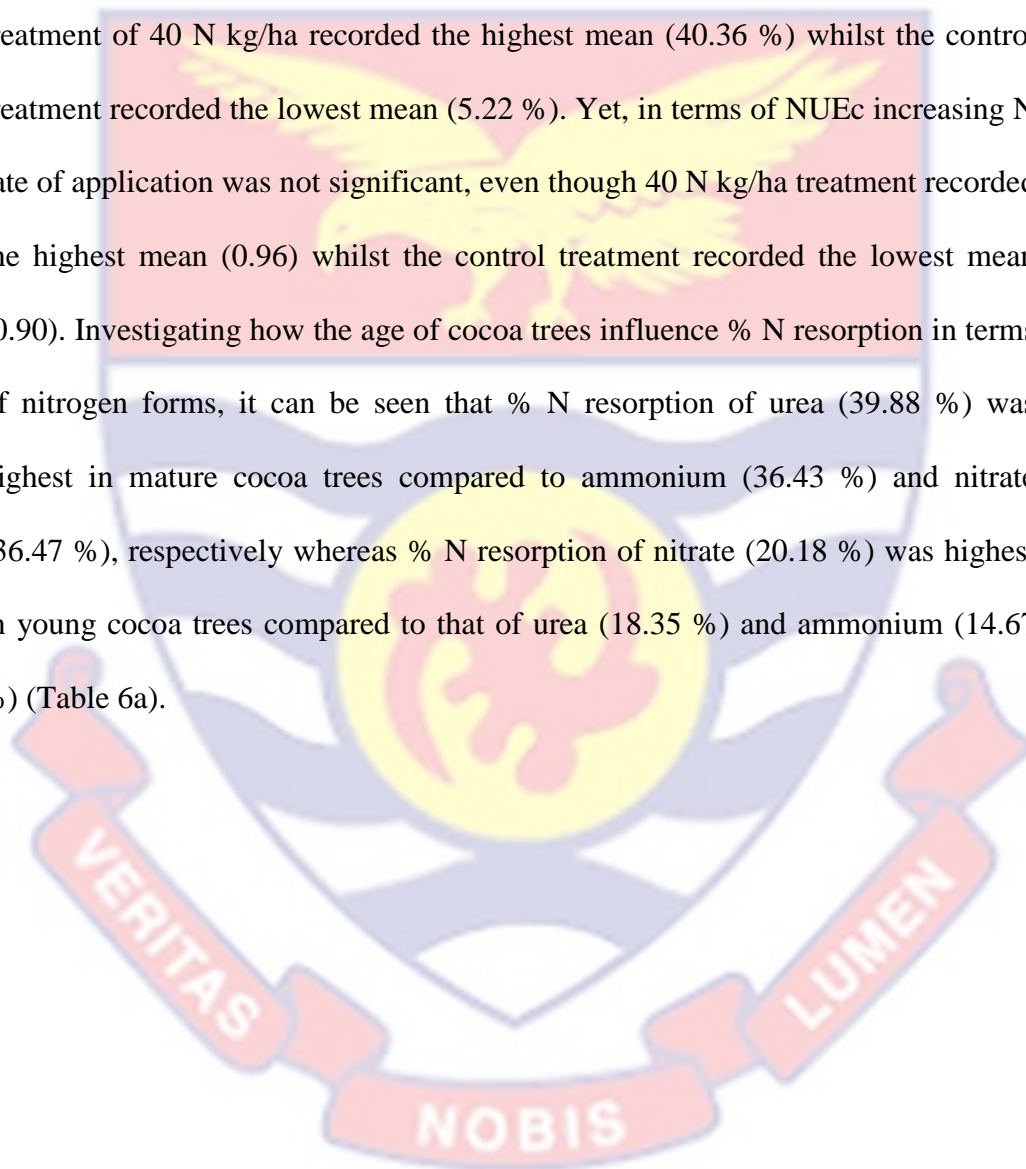 reatment of 40 N kg/ha recorded the highest mean (40.36 %) whilst the contro
reatment recorded the lowest mean (5.22 %). Yet, in terms of NUEc increasing N
ate of application was not significant, even though 40 N kg/ha treatment recorded
he highest mean (0.96) whilst the control treatment recorded the lowest mean
0.90). Investigating how the age of cocoa trees influence % N resorption in terms
f nitrogen forms, it can be seen that % N resorption of urea (39.88 %) was
ighest in mature cocoa trees compared to ammonium (36.43 %) and nitrate
36.47 %), respectively whereas % N resorption of nitrate (20.18 %) was highes
n young cocoa trees compared to that of urea (18.35 %) and ammonium (14.67
%) (Table 6a).
VERITAS
NOBIS
LUMEN